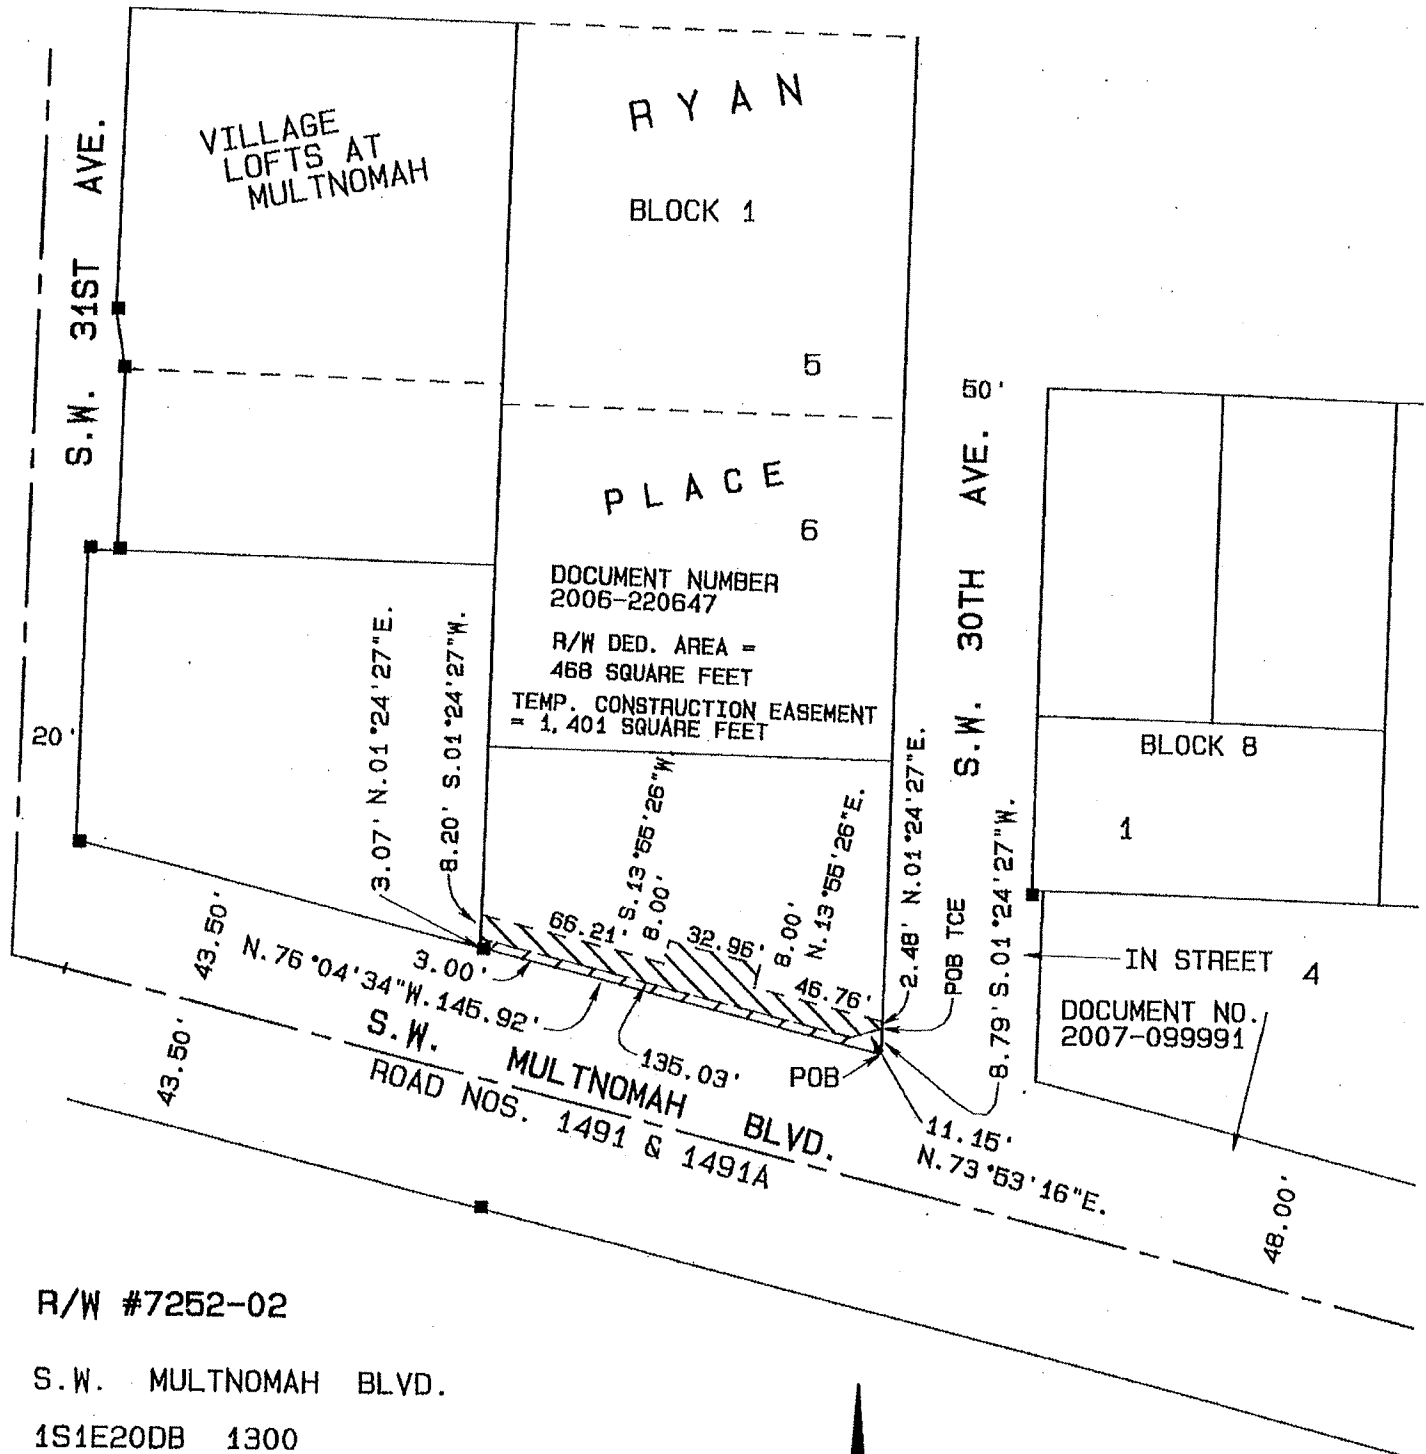 R Y A N
VILLAGE
LOFTS AT
MULTNOMAH
S.W. 31ST AVE.
BLOCK 1
5
50'
P L A C E
6
S.W. 30TH AVE.
DOCUMENT NUMBER
2006-220647
R/W DED. AREA =
468 SQUARE FEET
TEMP. CONSTRUCTION EASEMENT
= 1,401 SQUARE FEET
20'
BLOCK 8
1
3.07' N.01°24'27"E.
8.20' S.01°24'27"W.
S.13°55'26"W.
8.00'
66.21'
32.96'
8.00'
N.13°55'26"E.
46.76'
2.48' N.01°24'27"E.
POB TCE
8.79' S.01°24'27"W.
IN STREET
4
DOCUMENT NO.
2007-099991
43.50'
3.00'
N.76°04'34"W. 145.92'
43.50'
135.03'
POB
S.W. MULTNOMAH BLVD.
ROAD NOS. 1491 & 1491A
11.15'
N.73°53'16"E.
48.00'
R/W #7252-02
S.W. MULTNOMAH BLVD.
1S1E20DB 1300